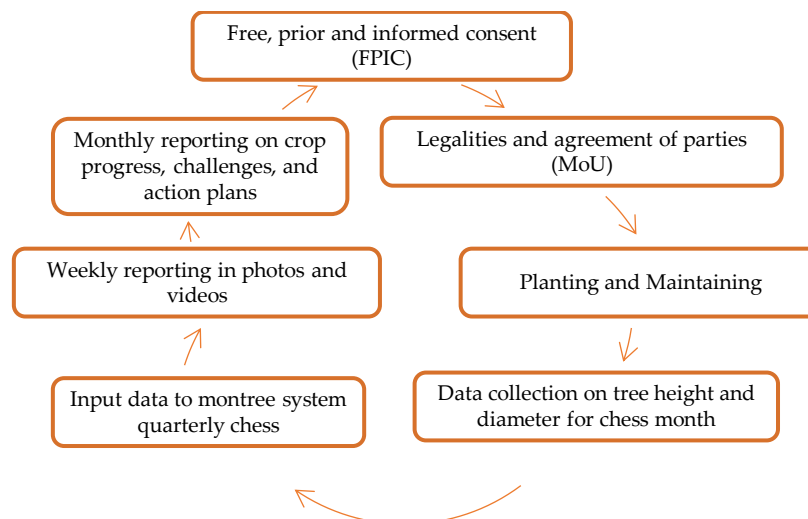 Free, prior and informed consent
(FPIC)
Legalities and agreement of parties
(MoU)
Planting and Maintaining
Data collection on tree height and
diameter for chess month
Input data to montree system
quarterly chess
Weekly reporting in photos and
videos
Monthly reporting on crop
progress, challenges, and
action plans